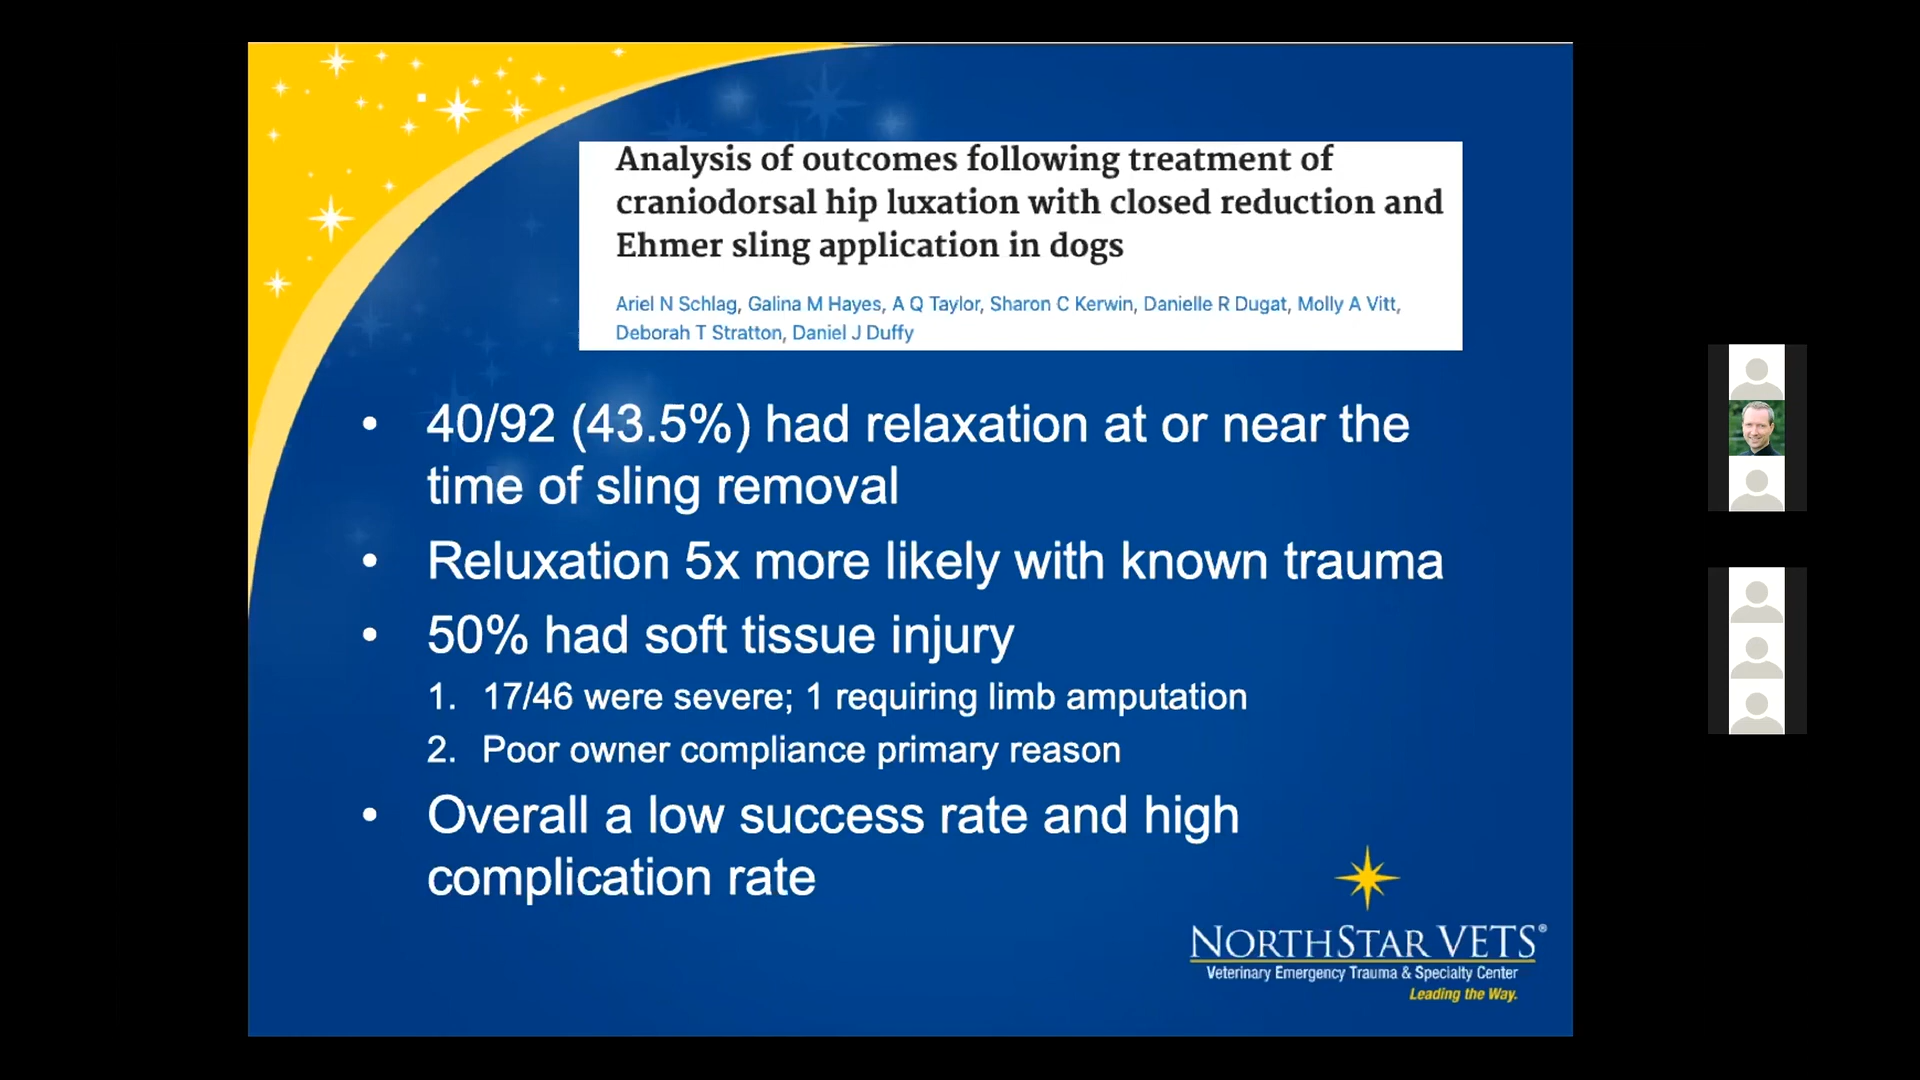 Analysis of outcomes following treatment of
craniodorsal hip luxation with closed reduction and
Ehmer sling application in dogs
Ariel N Schlag, Galina M Hayes, A Q Taylor, Sharon C Kerwin, Danielle R Dugat, Molly A Vitt,
Deborah T Stratton, Daniel J Duffy
• 40/92 (43.5%) had relaxation at or near the
time of sling removal
• Reluxation 5x more likely with known trauma
• 50% had soft tissue injury
1. 17/46 were severe; 1 requiring limb amputation
2. Poor owner compliance primary reason
• Overall a low success rate and high
complication rate
NORTHSTAR VETS®
Veterinary Emergency Trauma & Specialty Center
Leading the Way.